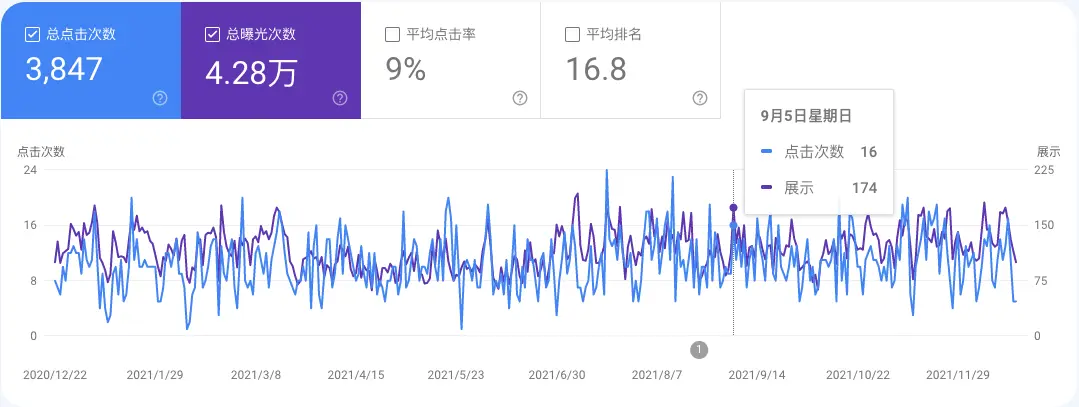 总点击次数 总曝光次数 平均点击率 平均排名
3,847 4.28万 9% 16.8
9月5日星期日
点击次数 16
展示 174
点击次数 展示
24 225
16 150
8 75
0 0
1
2020/12/22 2021/1/29 2021/3/8 2021/4/15 2021/5/23 2021/6/30 2021/8/7 2021/9/14 2021/10/22 2021/11/29